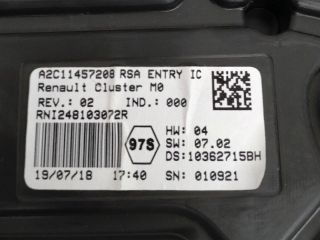 A2C11457208 RSA ENTRY IC
Renault Cluster M0
REV.: 02 IND.: 000
RNI248103072R
97S
HW: 04
SW: 07.02
DS:10362715BH
19/07/18 17:40 SN: 010921